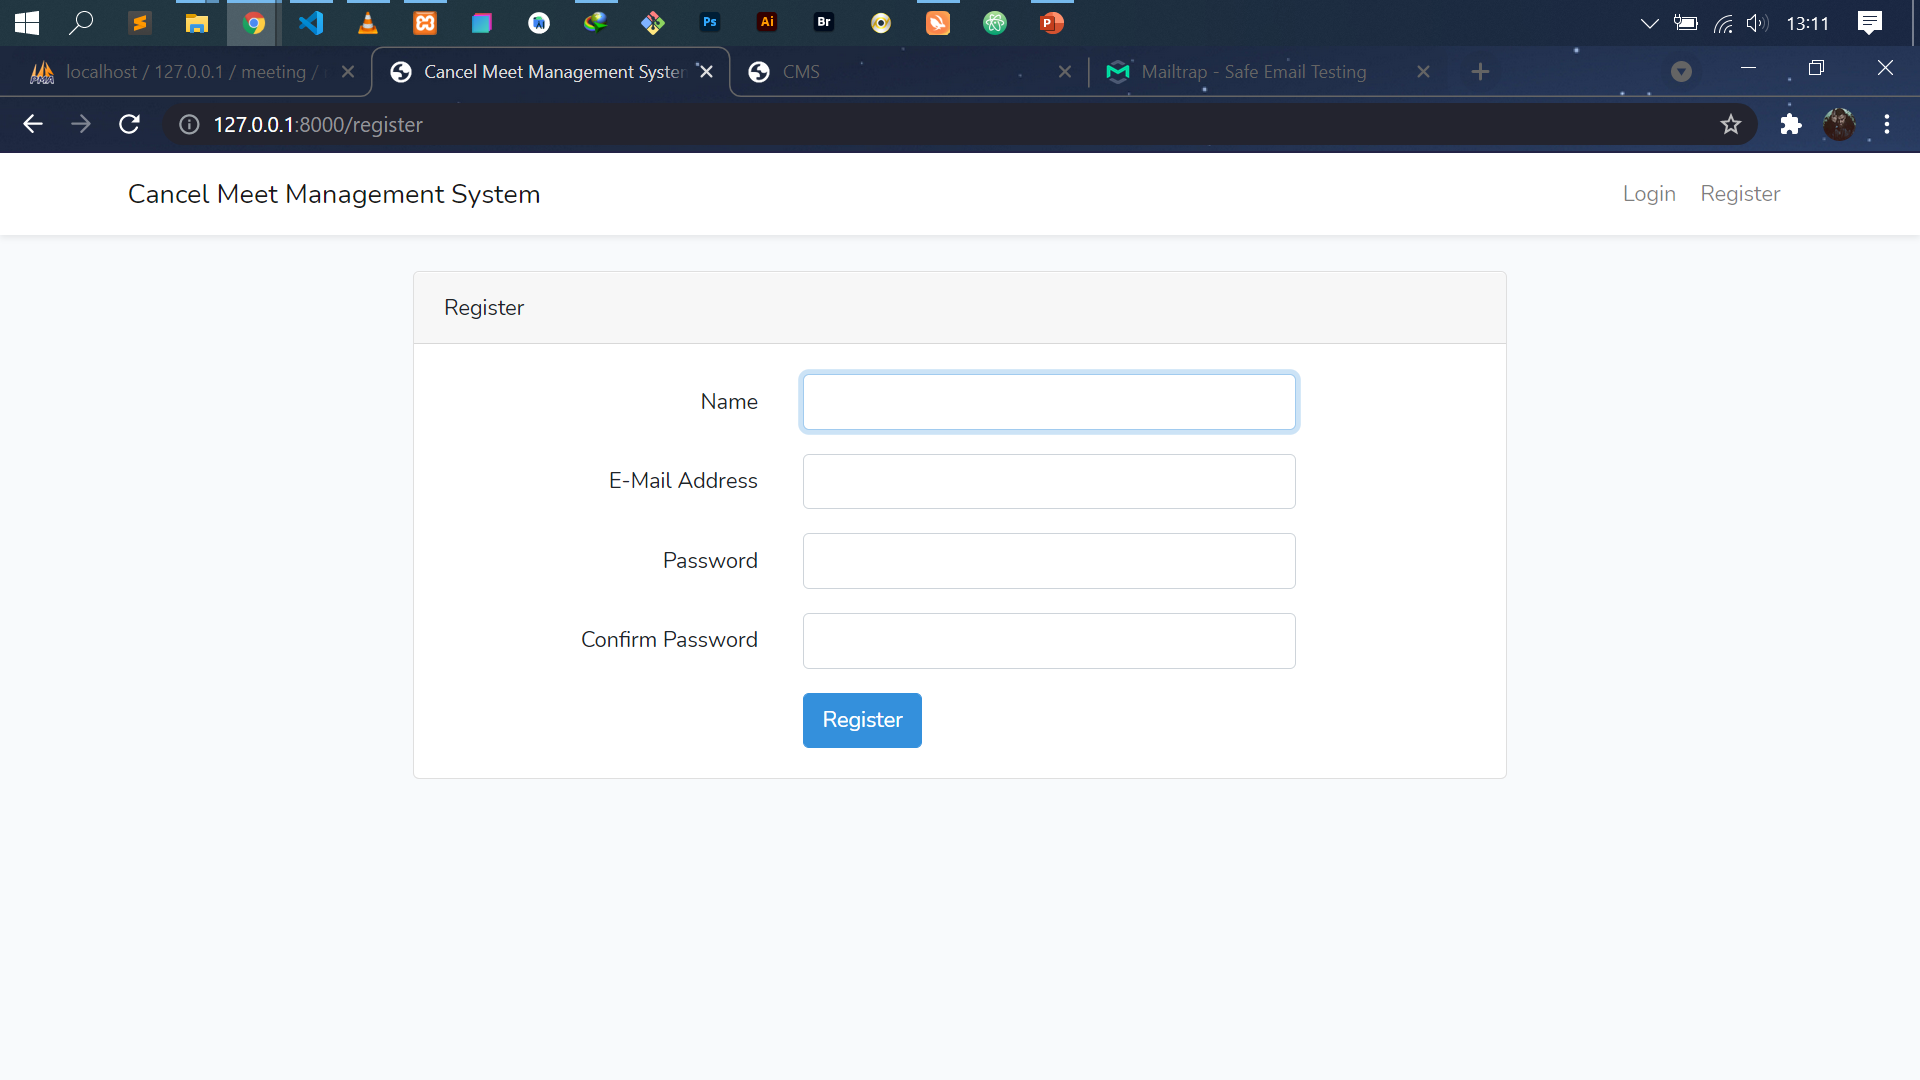 Ps Ai Br P 13:11
localhost / 127.0.0.1 / meeting / Cancel Meet Management System CMS Mailtrap - Safe Email Testing
127.0.0.1:8000/register
Cancel Meet Management System Login Register
Register
Name
E-Mail Address
Password
Confirm Password
Register